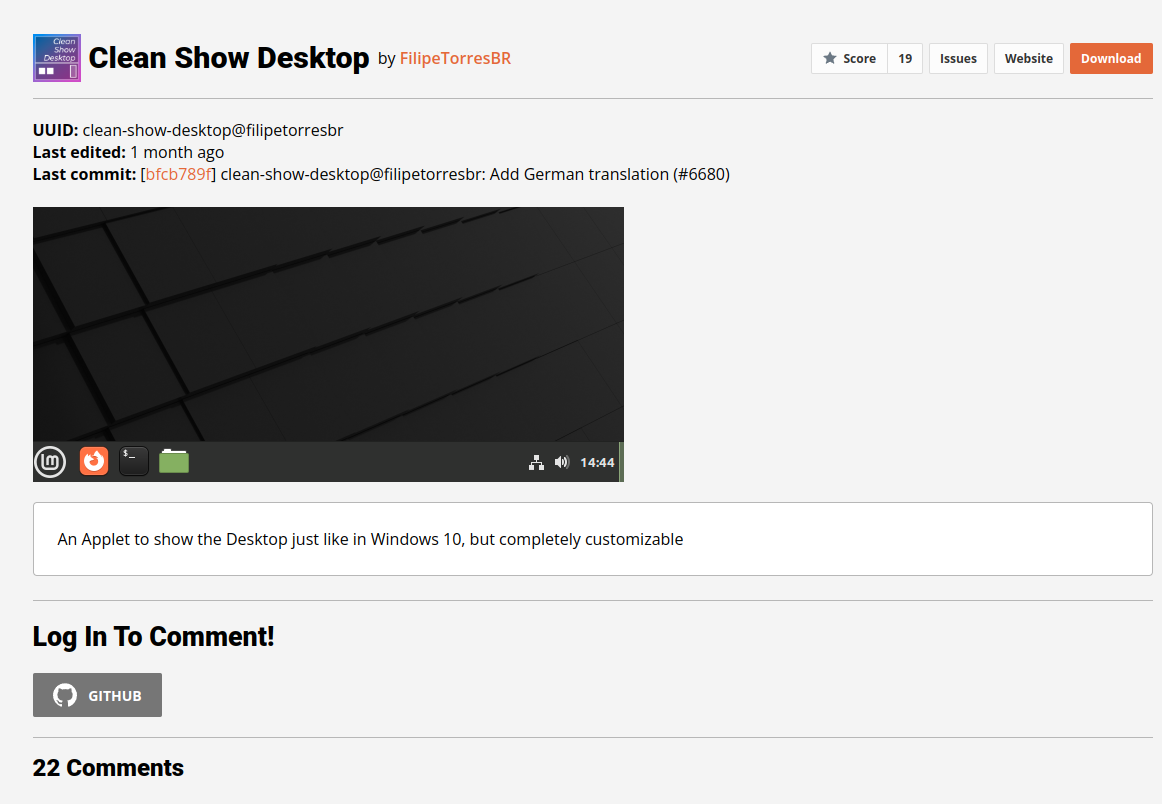 Clean
Show
Desktop
Clean Show Desktop by FilipeTorresBR
Score 19 Issues Website Download
UUID: clean-show-desktop@filipetorresbr
Last edited: 1 month ago
Last commit: [bfcb789f] clean-show-desktop@filipetorresbr: Add German translation (#6680)
$_
14:44
An Applet to show the Desktop just like in Windows 10, but completely customizable
Log In To Comment!
GITHUB
22 Comments